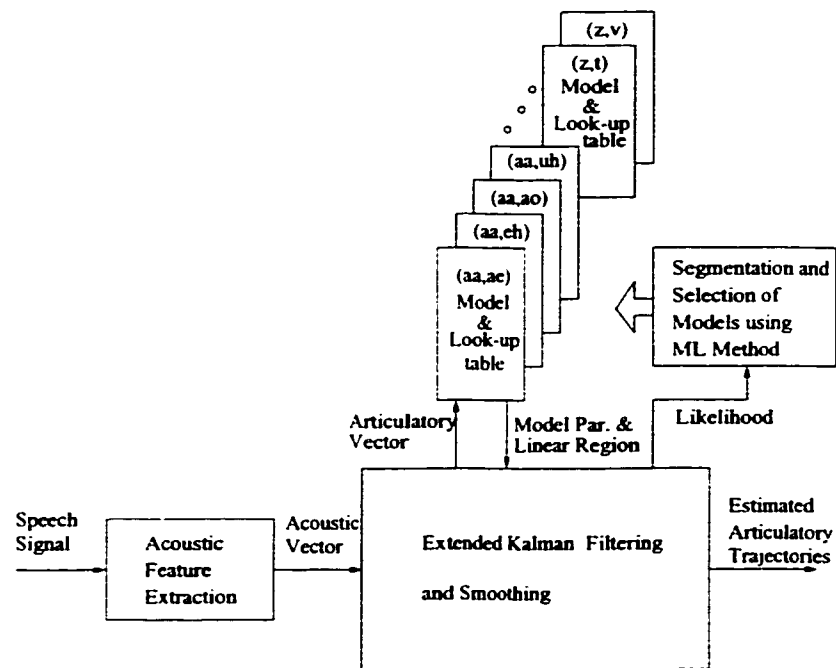 (z,v)
(z,t)
Model
&
Look-up
table
(aa,uh)
(aa,ao)
(aa,eh)
(aa,ae)
Model
&
Look-up
table
Segmentation and
Selection of
Models using
ML Method
Articulatory
Vector
Model Par. &
Linear Region
Likelihood
Speech
Signal
Acoustic
Feature
Extraction
Acoustic
Vector
Extended Kalman Filtering
and Smoothing
Estimated
Articulatory
Trajectories